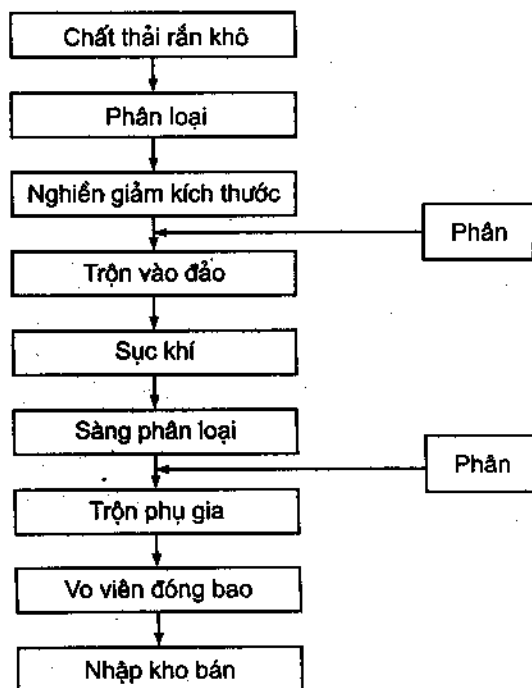 Chất thải rắn khô
Phân loại
Nghiền giảm kích thước
Phân
Trộn vào đảo
Sục khí
Sàng phân loại
Phân
Trộn phụ gia
Vo viên đóng bao
Nhập kho bán